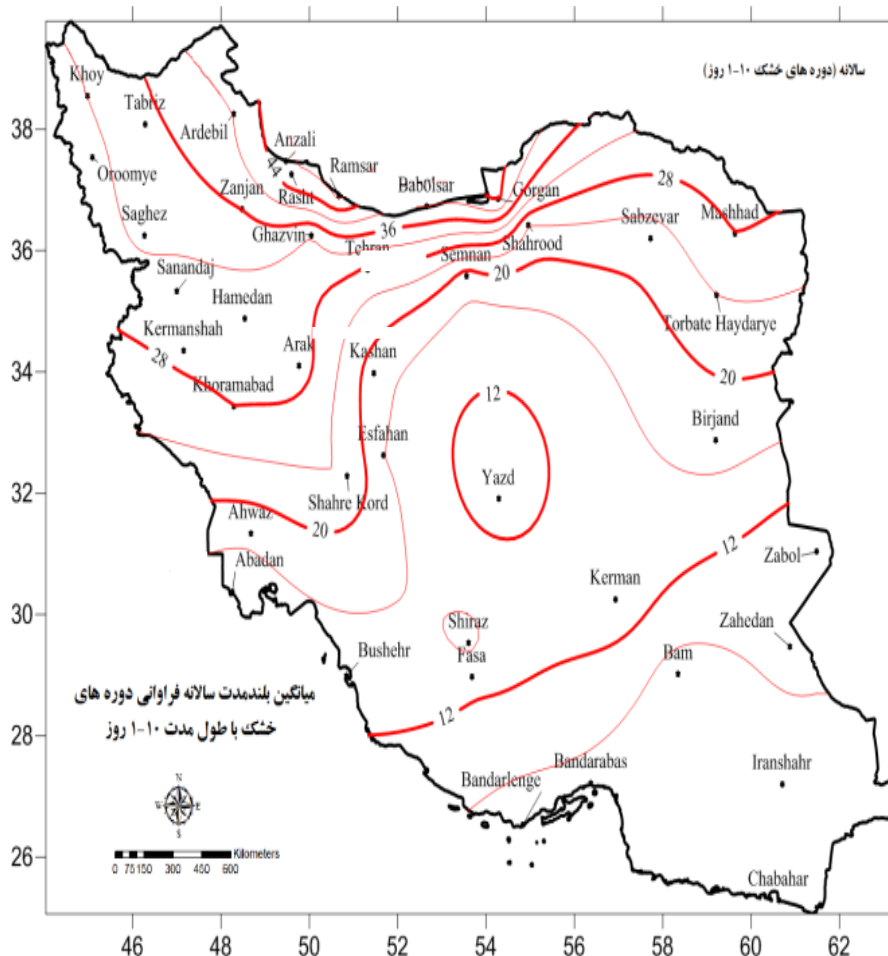 سالانه (دوره های خشک ۱۰-۱ روز)
38
36
34
32
30
28
26
Khoy
Tabriz
Ardebil
Anzali
Oroomye
44
Ramsar
Rasht
Babolsar
Gorgan
Zanjan
Saghez
Ghazvin
36
28
Mashhad
Tehran
Sabzevar
Shahrood
Semnan
Sanandaj
20
Hamedan
Torbate Haydarye
Kermanshah
Arak
Kashan
28
20
Khoramabad
12
Birjand
Esfahan
Yazd
Shahre Kord
Ahwaz
20
12
Zabol
Abadan
Kerman
Shiraz
Zahedan
Bushehr
Fasa
Bam
12
میانگین بلندمدت سالانه فراوانی دوره های
خشک با طول مدت ۱۰-۱ روز
Bandarabas
Iranshahr
Bandarlenge
N
W E
S
Kilometers
0 75 150 300 450 600
Chabahar
46 48 50 52 54 56 58 60 62